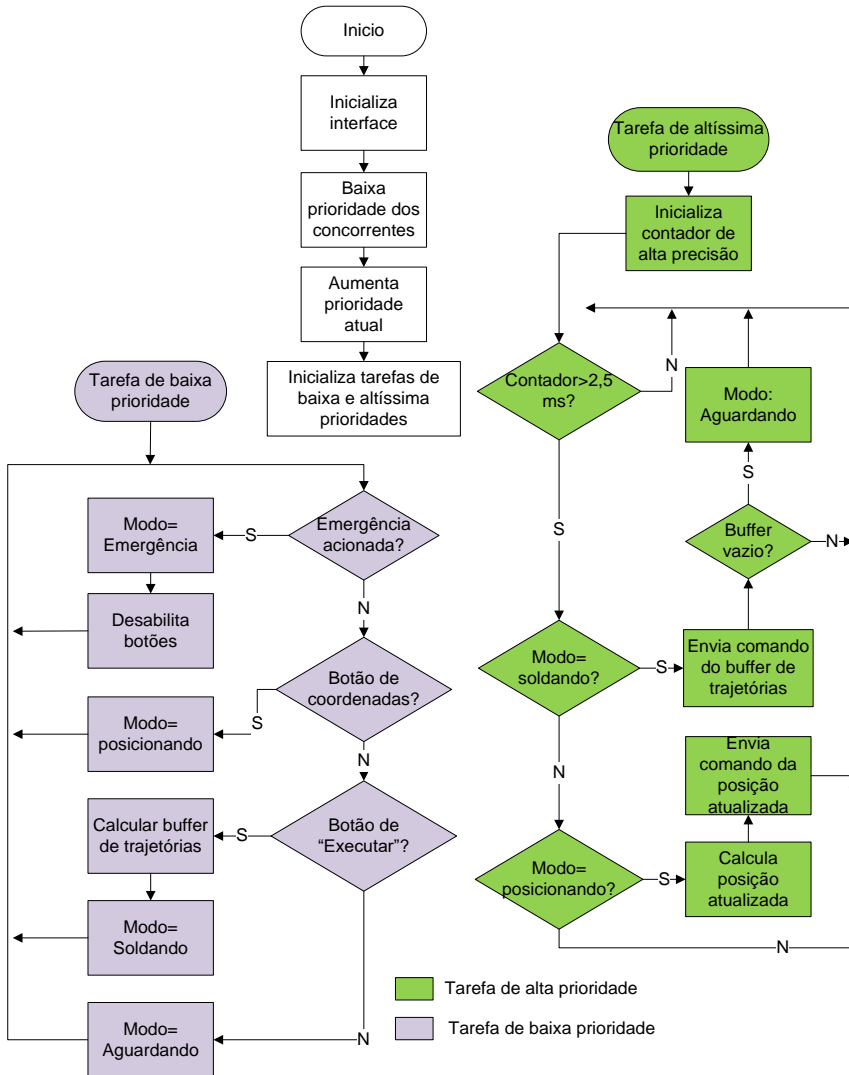 Inicio
Inicializa
interface
Baixa
prioridade dos
concorrentes
Aumenta
prioridade
atual
Inicializa tarefas de
baixa e altíssima
prioridades
Tarefa de baixa
prioridade
Emergência
acionada?
S
Modo=
Emergência
Desabilita
botões
N
Botão de
coordenadas?
S
Modo=
posicionando
N
Botão de
“Executar”?
S
Calcular buffer
de trajetórias
Modo=
Soldando
N
Modo=
Aguardando
Tarefa de altíssima
prioridade
Inicializa
contador de
alta precisão
Contador>2,5
ms?
N
S
Modo:
Aguardando
S
Buffer
vazio?
N
Modo=
soldando?
S
Envia comando
do buffer de
trajetórias
N
Envia
comando da
posição
atualizada
Modo=
posicionando?
S
Calcula
posição
atualizada
N
Tarefa de alta prioridade
Tarefa de baixa prioridade